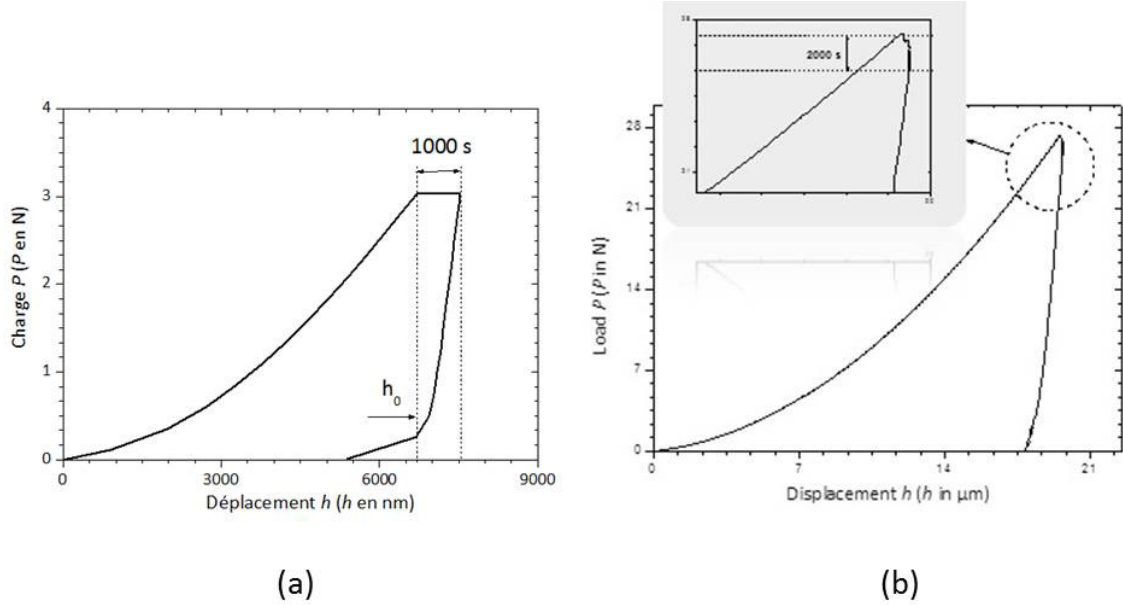 4
3
2
1
0
Charge P (P en N)
1000 s
h0
0
3000
6000
9000
Déplacement h (h en nm)
(a)
2000 s
28
21
14
7
0
Load P (P in N)
0
7
14
21
Displacement h (h in µm)
(b)